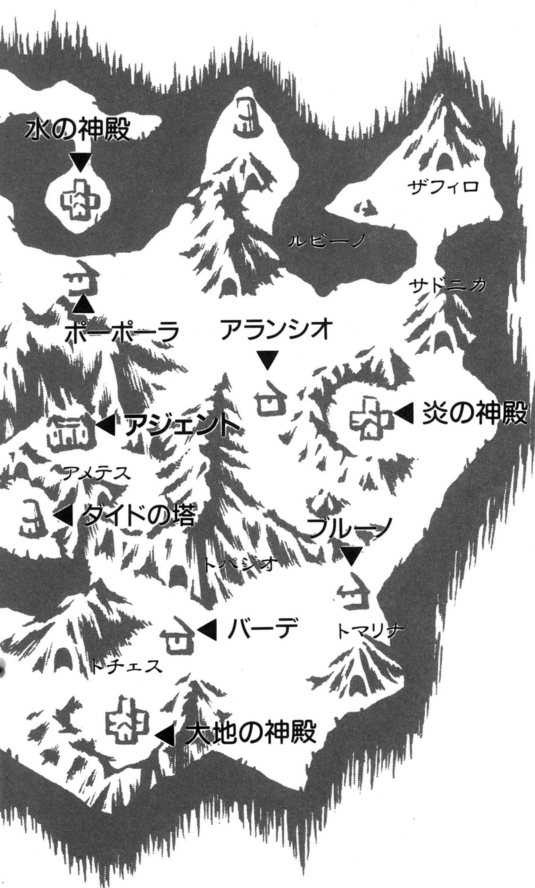 水の神殿
ザフィロ
ルビーノ
サドニカ
ポーポーラ
アランシオ
炎の神殿
アジェント
アメテス
ダイドの塔
ブルーノ
トパシオ
バーデ
トマリナ
トチェス
大地の神殿